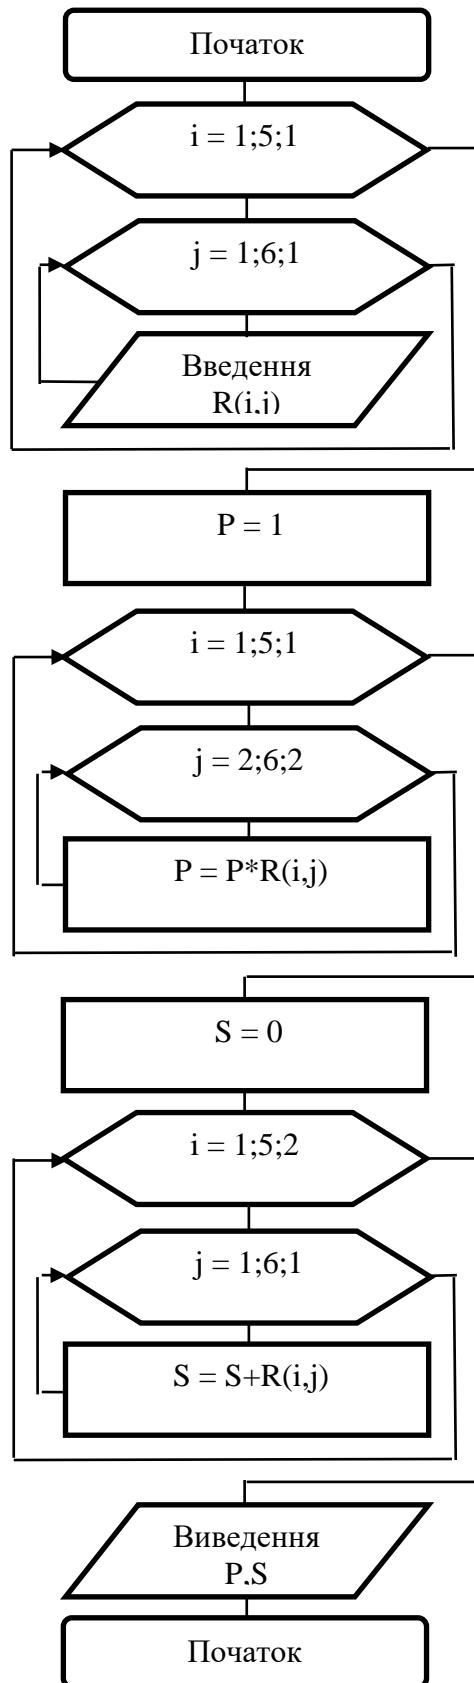 Початок
i = 1;5;1
j = 1;6;1
Введення
R(i,j)
P = 1
i = 1;5;1
j = 2;6;2
P = P*R(i,j)
S = 0
i = 1;5;2
j = 1;6;1
S = S+R(i,j)
Виведення
P,S
Початок